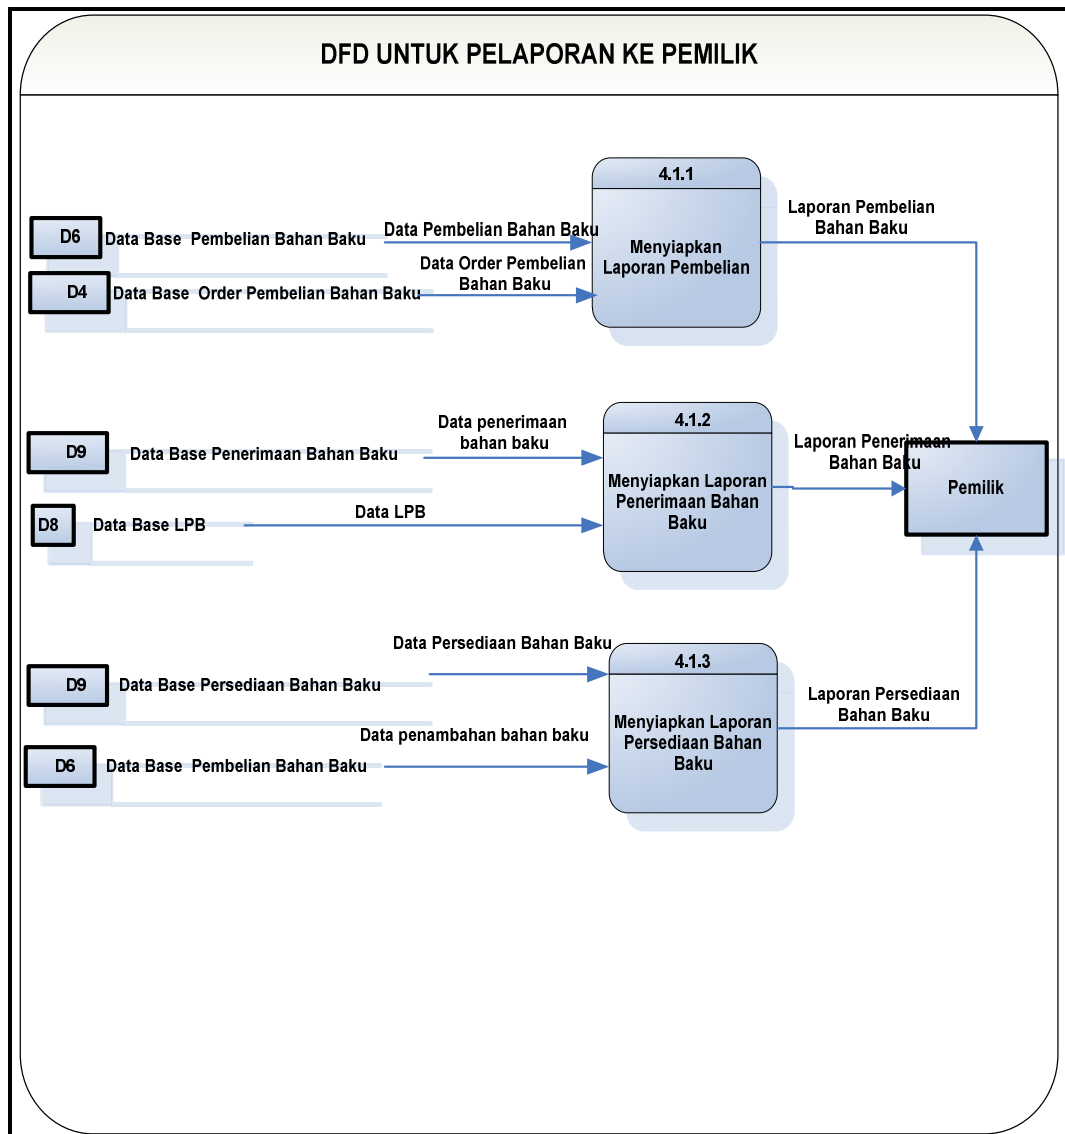 DFD UNTUK PELAPORAN KE PEMILIK
4.1.1
Menyiapkan
Laporan Pembelian
D6
Data Base Pembelian Bahan Baku
Data Pembelian Bahan Baku
D4
Data Base Order Pembelian Bahan Baku
Data Order Pembelian
Bahan Baku
Laporan Pembelian
Bahan Baku
4.1.2
Menyiapkan Laporan
Penerimaan Bahan
Baku
D9
Data Base Penerimaan Bahan Baku
Data penerimaan
bahan baku
D8
Data Base LPB
Data LPB
Laporan Penerimaan
Bahan Baku
Pemilik
4.1.3
Menyiapkan Laporan
Persediaan Bahan
Baku
D9
Data Base Persediaan Bahan Baku
Data Persediaan Bahan Baku
D6
Data Base Pembelian Bahan Baku
Data penambahan bahan baku
Laporan Persediaan
Bahan Baku